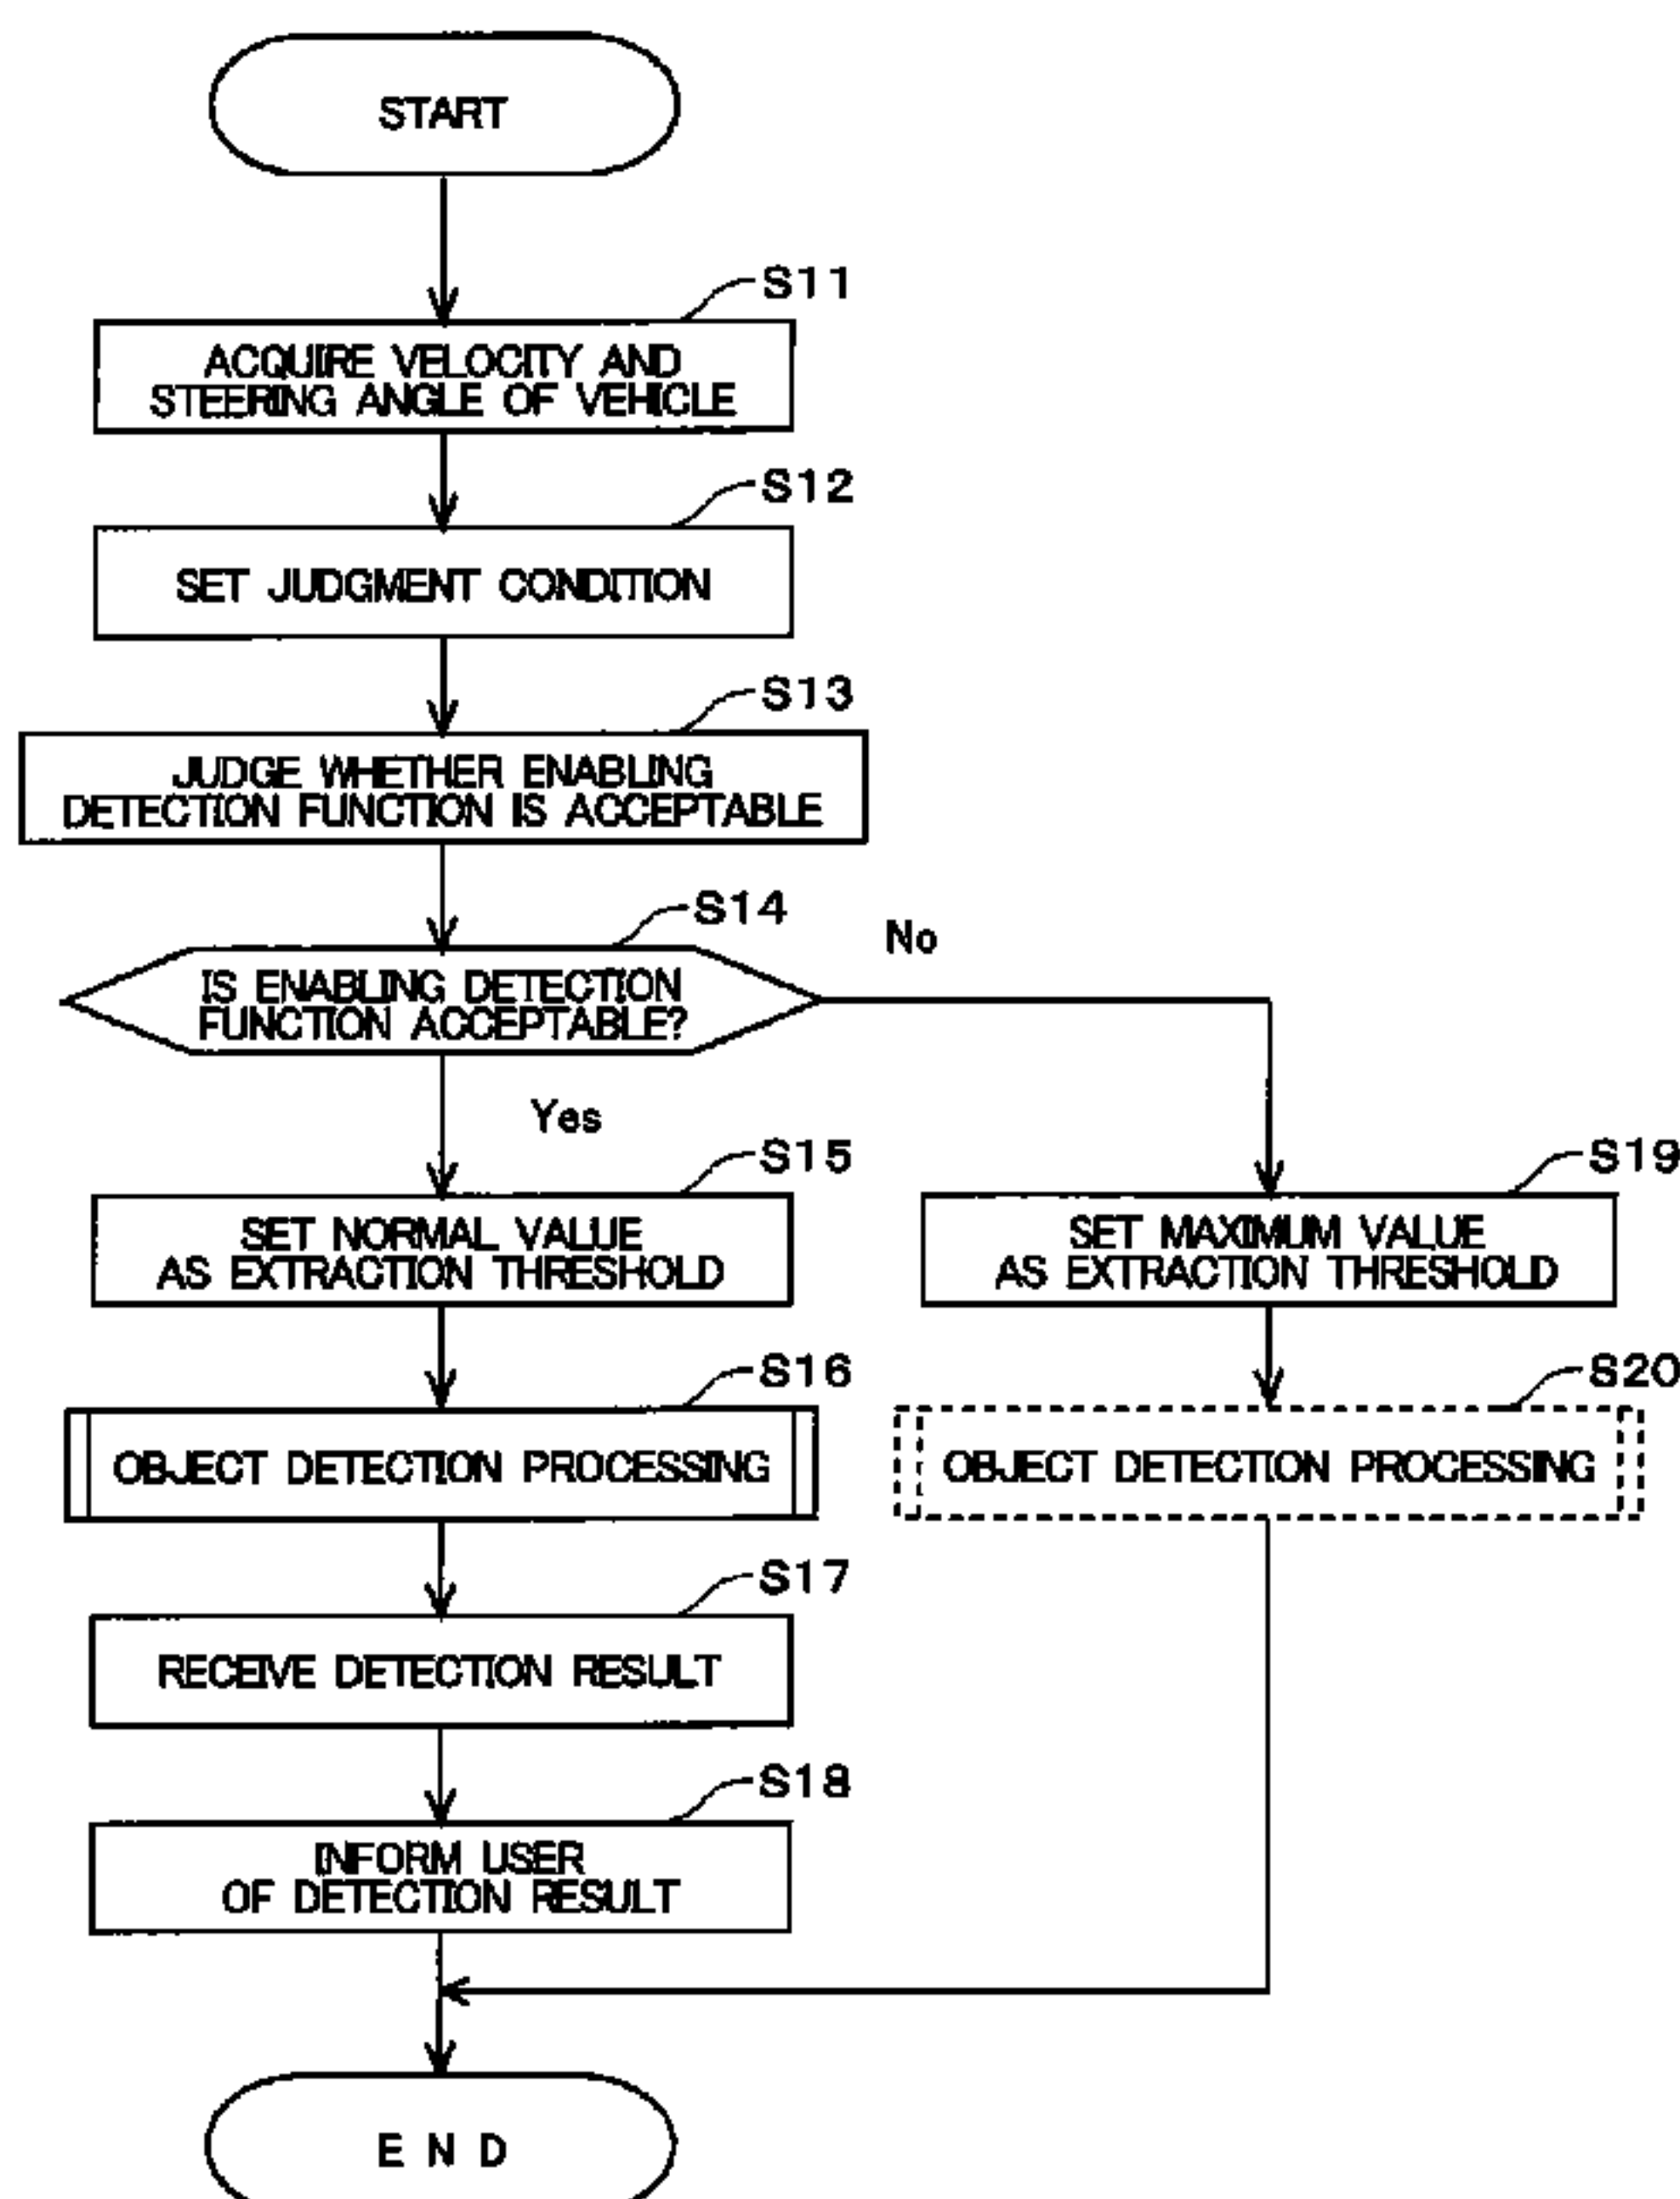 START
S11
ACQUIRE VELOCITY AND
STEERING ANGLE OF VEHICLE
S12
SET JUDGMENT CONDITION
S13
JUDGE WHETHER ENABLING
DETECTION FUNCTION IS ACCEPTABLE
S14
No
IS ENABLING DETECTION
FUNCTION ACCEPTABLE?
Yes
S15
SET NORMAL VALUE
AS EXTRACTION THRESHOLD
S19
SET MAXIMUM VALUE
AS EXTRACTION THRESHOLD
S16
OBJECT DETECTION PROCESSING
S20
OBJECT DETECTION PROCESSING
S17
RECEIVE DETECTION RESULT
S18
INFORM USER
OF DETECTION RESULT
E N D